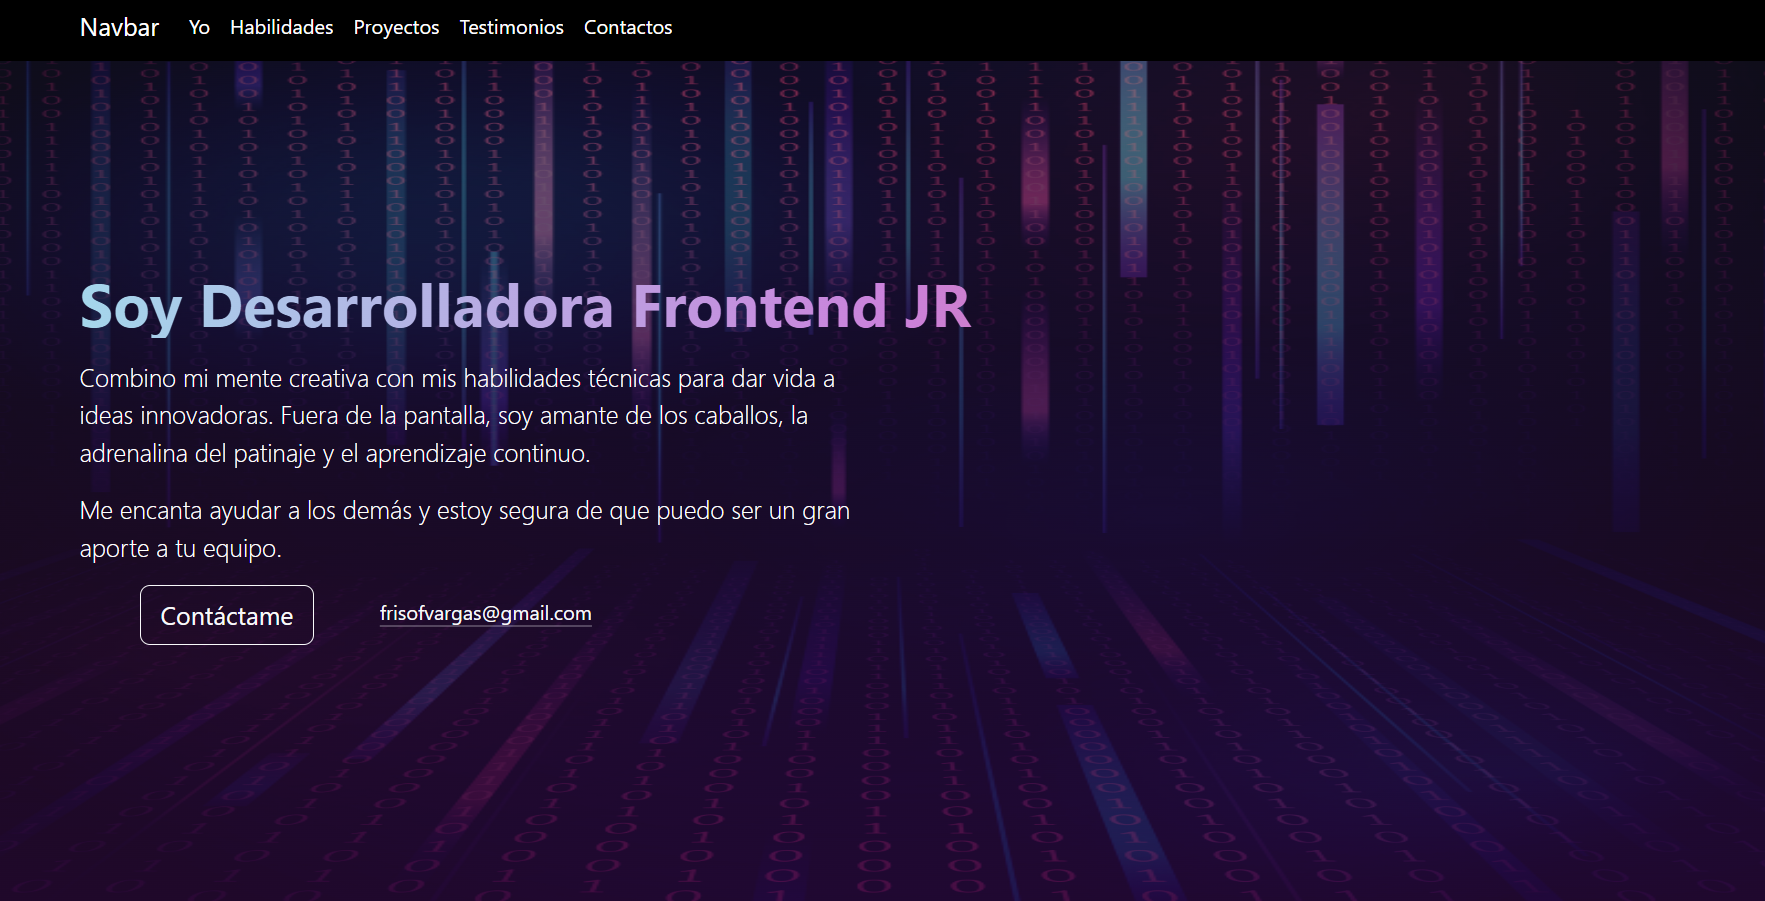 Navbar Yo Habilidades Proyectos Testimonios Contactos
Soy Desarrolladora Frontend JR
Combino mi mente creativa con mis habilidades técnicas para dar vida a
ideas innovadoras. Fuera de la pantalla, soy amante de los caballos, la
adrenalina del patinaje y el aprendizaje continuo.
Me encanta ayudar a los demás y estoy segura de que puedo ser un gran
aporte a tu equipo.
Contáctame frisofvargas@gmail.com